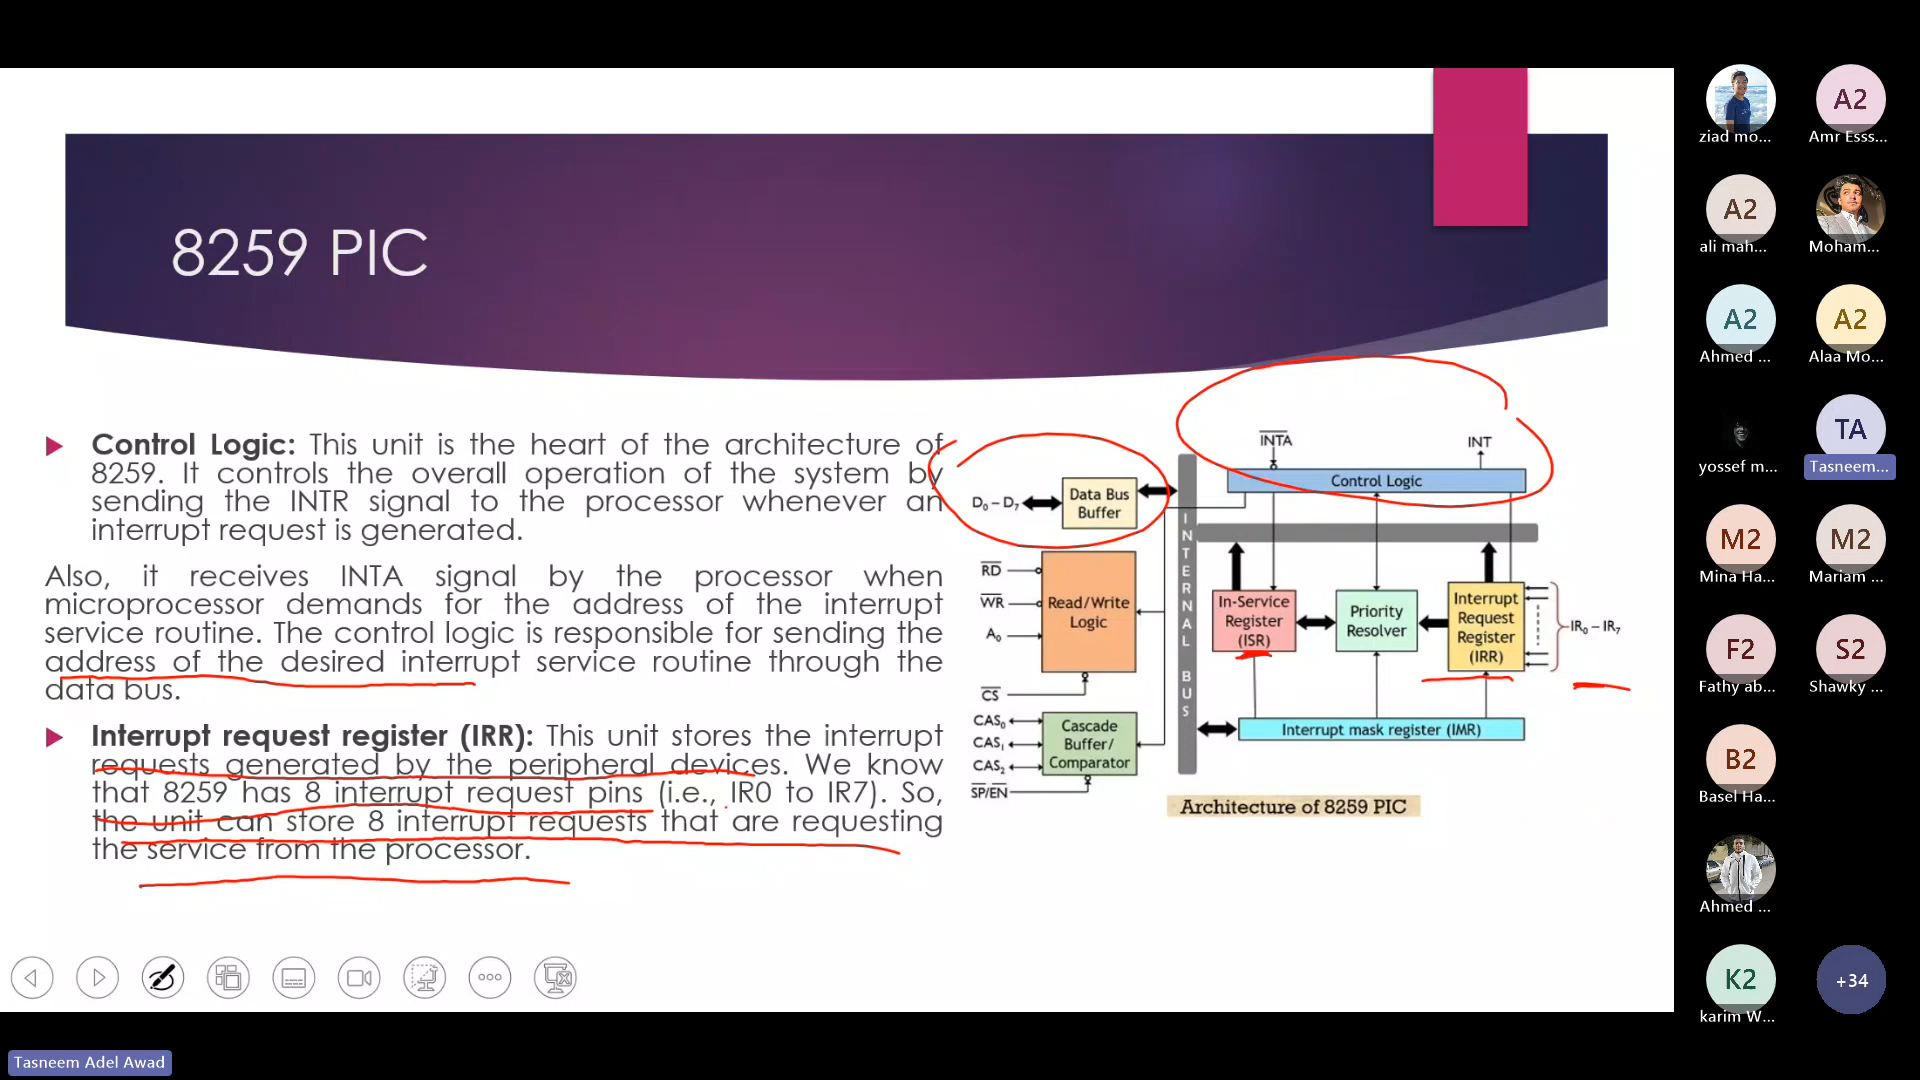 8259 PIC
Control Logic: This unit is the heart of the architecture of
8259. It controls the overall operation of the system by
sending the INTR signal to the processor whenever an
interrupt request is generated.
Also, it receives INTA signal by the processor when
microprocessor demands for the address of the interrupt
service routine. The control logic is responsible for sending the
address of the desired interrupt service routine through the
data bus.
Interrupt request register (IRR): This unit stores the interrupt
requests generated by the peripheral devices. We know
that 8259 has 8 interrupt request pins (i.e., IR0 to IR7). So,
the unit can store 8 interrupt requests that are requesting
the service from the processor.
INTA
INT
Control Logic
D0 – D7
Data Bus
Buffer
INTERNAL BUS
RD
WR
A0
Read/Write
Logic
CS
CAS0
CAS1
CAS2
SP/EN
Cascade
Buffer/
Comparator
In-Service
Register
(ISR)
Priority
Resolver
Interrupt
Request
Register
(IRR)
IR0 – IR7
Interrupt mask register (IMR)
Architecture of 8259 PIC
ziad mo...
A2
Amr Esss...
A2
ali mah...
Moham...
A2
Ahmed ...
A2
Alaa Mo...
yossef m...
TA
Tasneem...
M2
Mina Ha...
M2
Mariam ...
F2
Fathy ab...
S2
Shawky ...
B2
Basel Ha...
Ahmed ...
K2
karim W...
+34
Tasneem Adel Awad